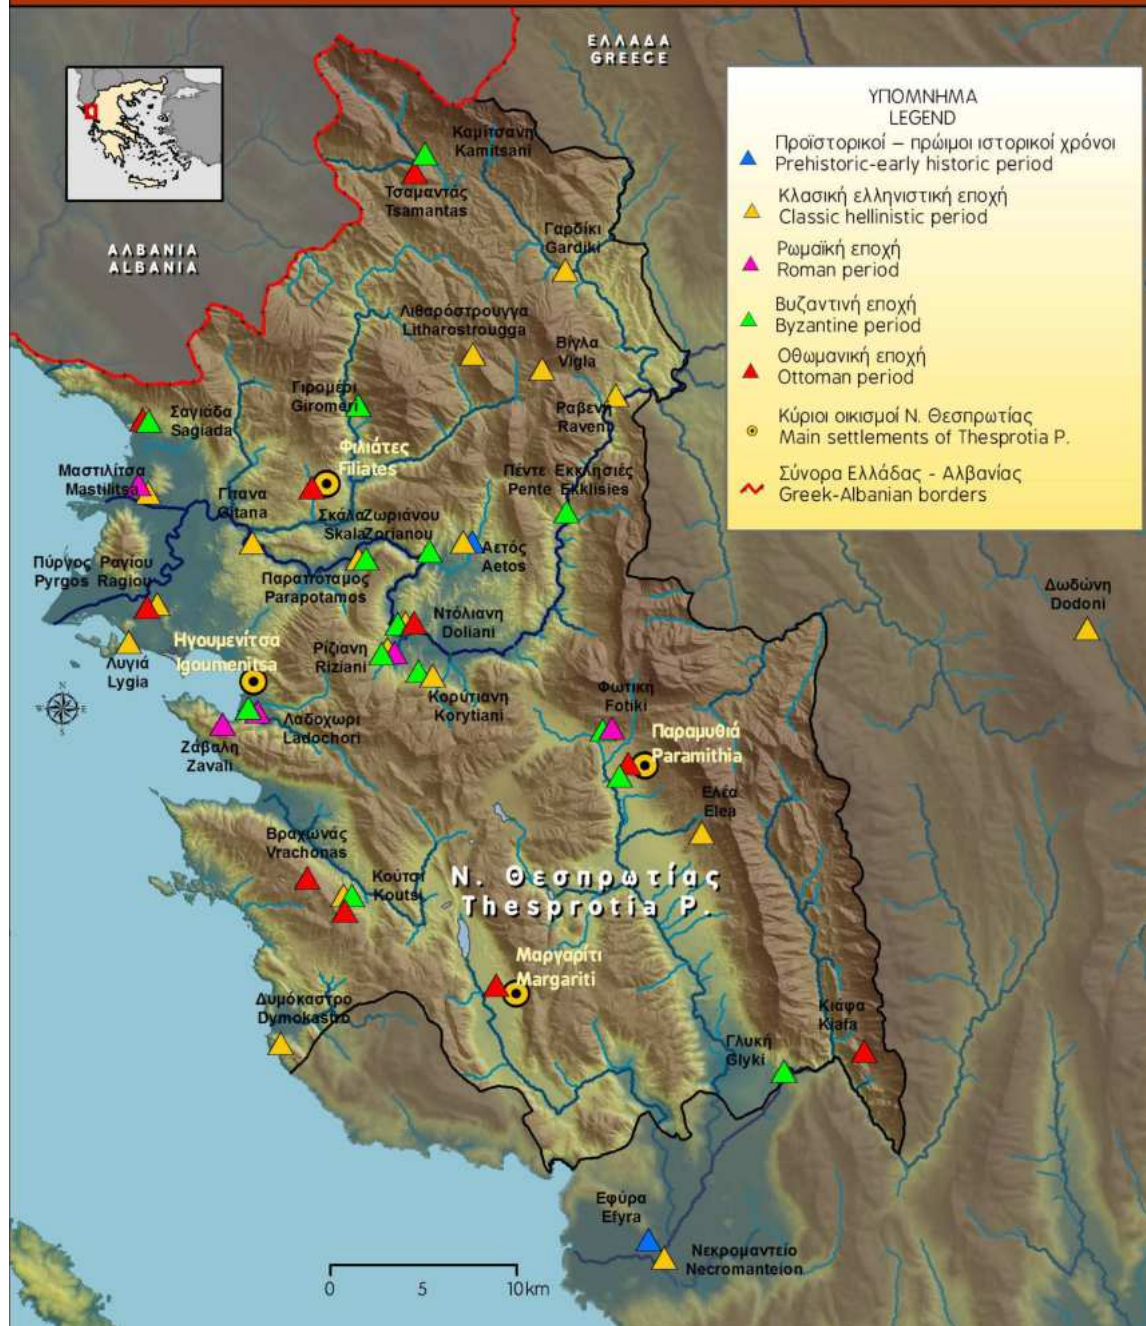 ΕΛΛΑΔΑ
GREECE
ΥΠΟΜΝΗΜΑ
LEGEND
Προϊστορικοί – πρώιμοι ιστορικοί χρόνοι
Prehistoric-early historic period
Κλασική ελληνιστική εποχή
Classic hellinistic period
Ρωμαϊκή εποχή
Roman period
Βυζαντινή εποχή
Byzantine period
Οθωμανική εποχή
Ottoman period
Κύριοι οικισμοί Ν. Θεσπρωτίας
Main settlements of Thesprotia P.
Σύνορα Ελλάδας - Αλβανίας
Greek-Albanian borders
Καμίτσανη
Kamitsani
Τσαμαντάς
Tsamantas
Γαρδίκι
Gardiki
ΑΛΒΑΝΙΑ
ALBANIA
Λιθαρόστρουγγα
Litharostrougga
Βίγλα
Vigla
Γιρομέρι
Giromeri
Ραβενή
Raveni
Σαγιάδα
Sagiada
Φιλιάτες
Filiates
Μαστιλίτσα
Mastilitsa
Γίτανα
Gitana
Πέντε Εκκλησιές
Pente Ekklisies
Σκάλα Ζωριάνου
Skala Zorianou
Αετός
Aetos
Πύργος Ραγίου
Pyrgos Ragiou
Παραπόταμος
Parapotamos
Δωδώνη
Dodoni
Ντόλιανη
Doliani
Ηγουμενίτσα
Igoumenitsa
Ρίζιανη
Riziani
Λυγιά
Lygia
Κορύτιανη
Korytiani
Φωτική
Fotiki
N
W
E
S
Λαδοχώρι
Ladochori
Παραμυθιά
Paramithia
Ζάβαλη
Zavali
Ελέα
Elea
Βραχωνάς
Vrachonas
Κούτσι
Koutsi
Ν. Θεσπρωτίας
Thesprotia P.
Μαργαρίτι
Margariti
Δυμόκαστρο
Dymokastro
Κιάφα
Kiafa
Γλυκή
Glyki
Εφύρα
Efyra
Νεκρομαντείο
Necromanteion
0 5 10km